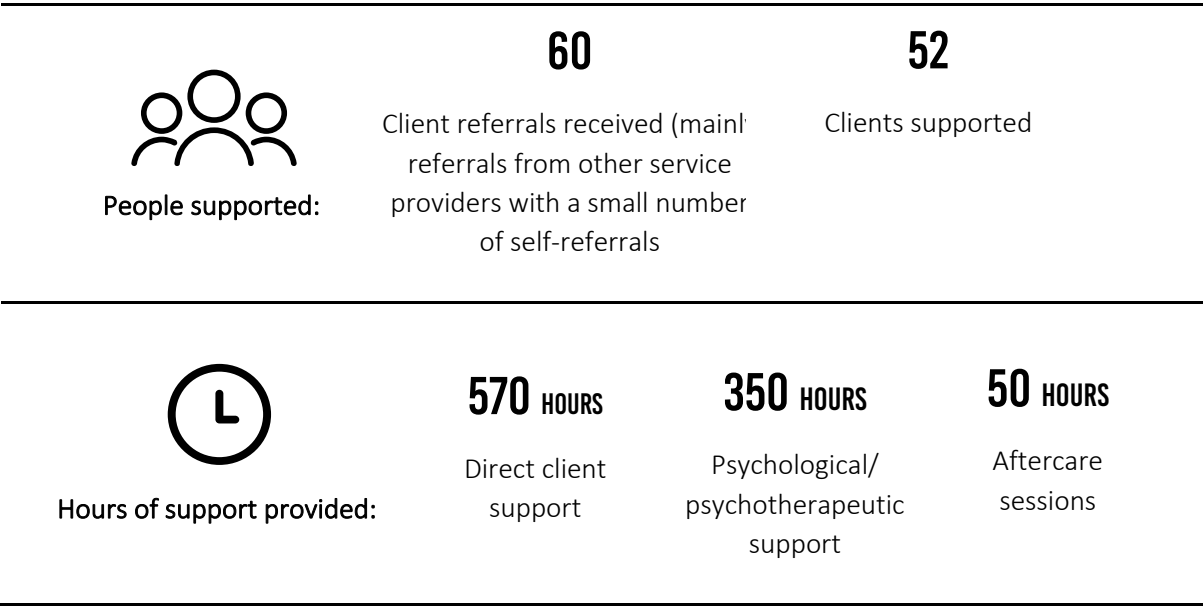 60
52
Client referrals received (mainl
referrals from other service
providers with a small number
of self-referrals
Clients supported
People supported:
570 HOURS
350 HOURS
50 HOURS
Direct client
support
Psychological/
psychotherapeutic
support
Aftercare
sessions
Hours of support provided: